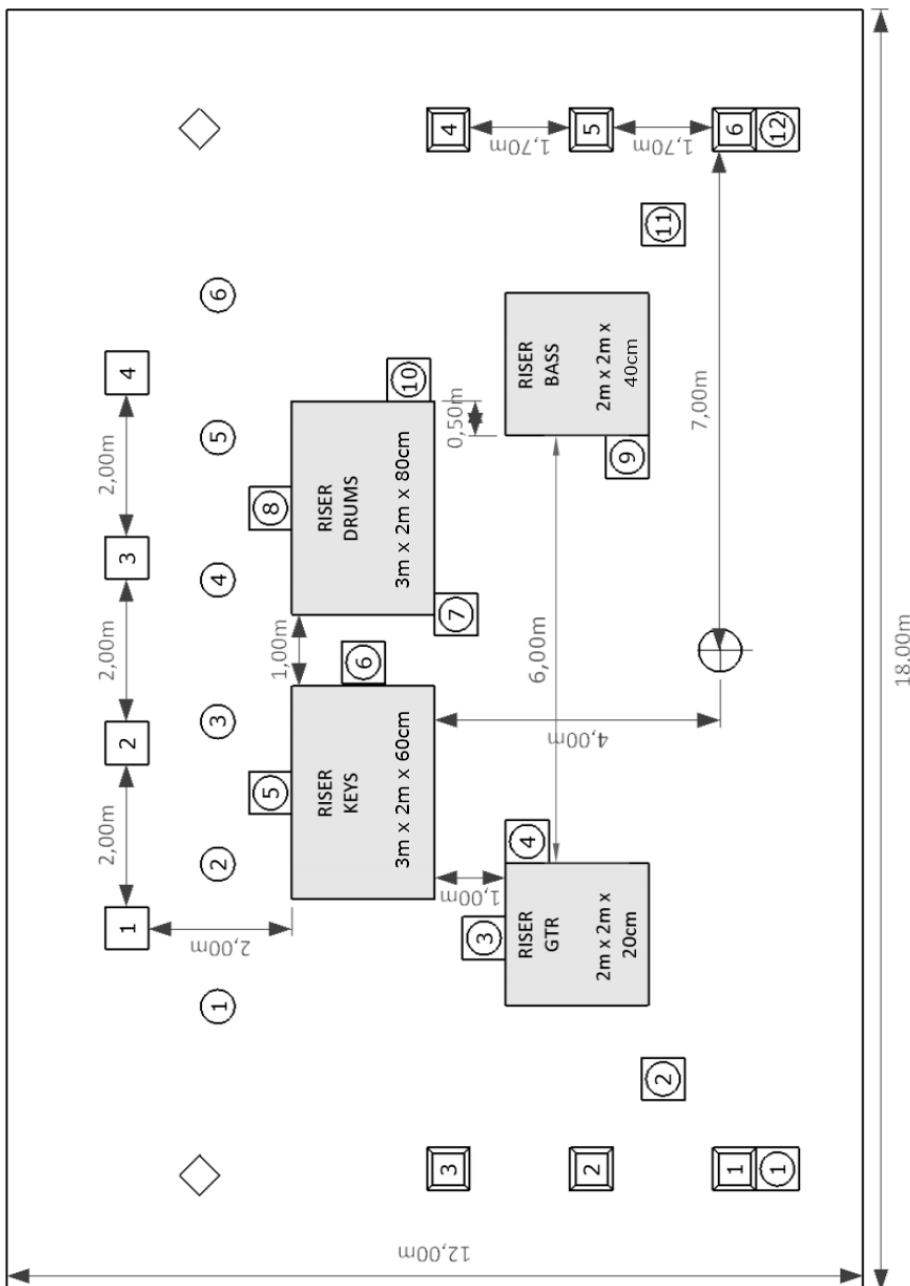 2,00m
2,00m
2,00m
1
2
3
4
2,00m
1
2
3
4
5
6
5
8
1,00m
RISER
KEYS
3m x 2m x 60cm
6
RISER
DRUMS
3m x 2m x 80cm
10
12,00m
3
4
7
0,50m
1,00m
3
4
RISER
GTR
2m x 2m x
20cm
6,00m
RISER
BASS
2m x 2m x
40cm
1,70m
4,00m
2
5
9
2
11
1,70m
7,00m
1
6
1
12
18,00m